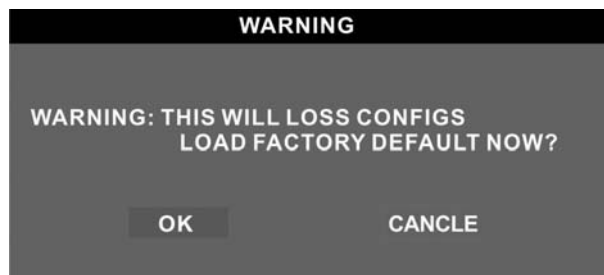 WARNING
WARNING: THIS WILL LOSS CONFIGS
LOAD FACTORY DEFAULT NOW?
OK CANCLE